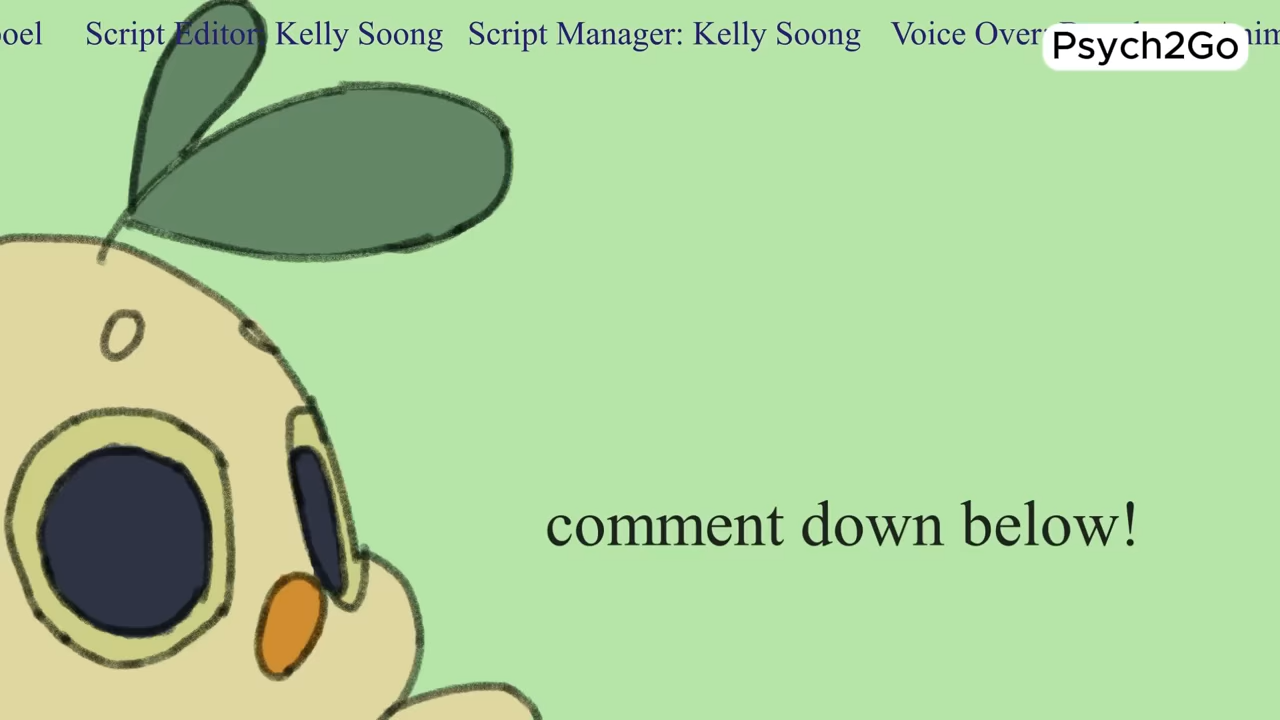 Script Editor: Kelly Soong Script Manager: Kelly Soong Voice Over
Psych2Go
comment down below!